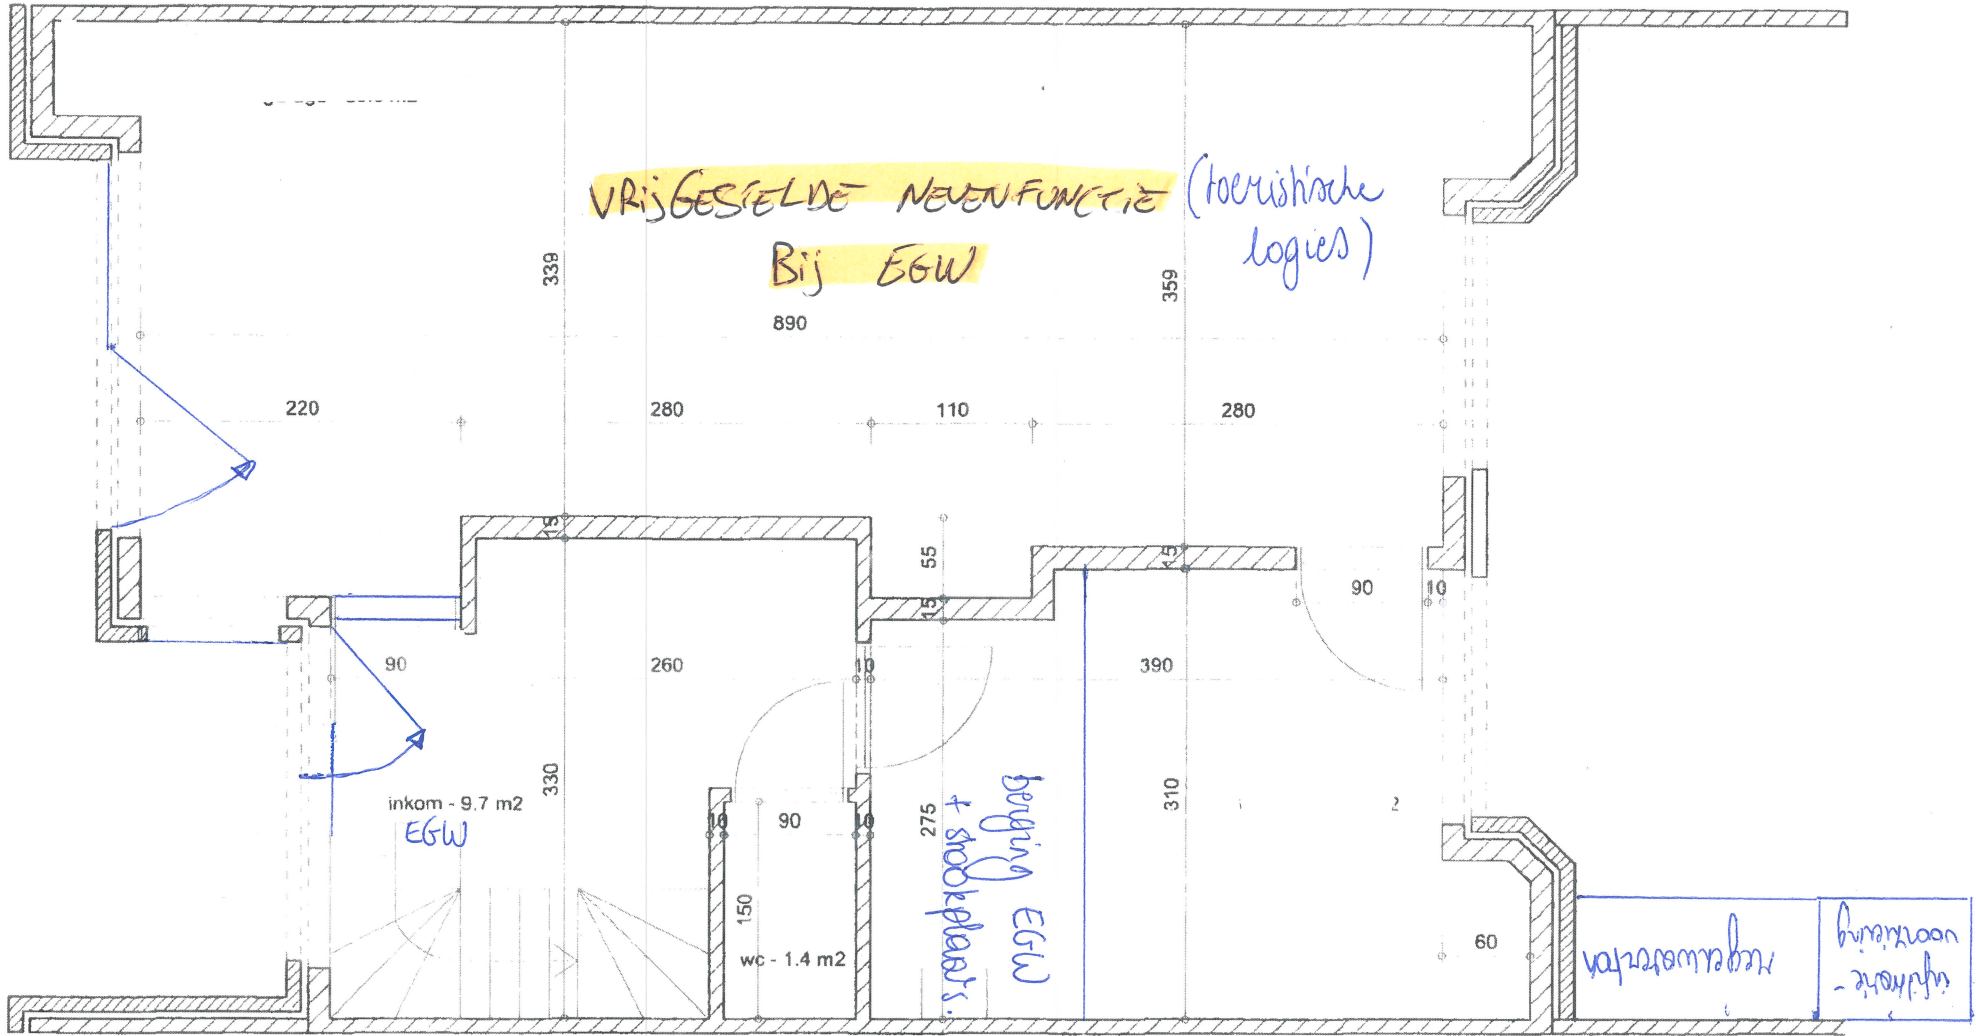 VRIJGESTELDE NEVENFUNCTIE (toeristische
logies)
Bij EGW
339
359
890
220
280
110
280
15
55
15
15
90
10
90
260
10
390
330
inkom - 9.7 m2
EGW
10
90
10
275
310
2
berging EGW
+ stookplaats.
150
wc - 1.4 m2
60
regenwaterton
infiltratie-
voorziening